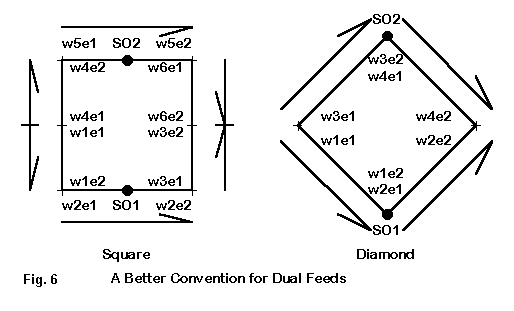 SO2
w5e1 SO2 w5e2
w4e2 w6e1
w3e2
w4e1
w4e1 w6e2
w1e1 w3e2
w3e1 w4e2
w1e1 w2e2
w1e2 w3e1
w2e1 SO1 w2e2
w1e2
w2e1
SO1
Square Diamond
Fig. 6 A Better Convention for Dual Feeds